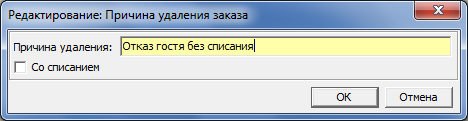 Редактирование: Причина удаления заказа
Причина удаления: Отказ гостя без списания
Со списанием
OK Отмена